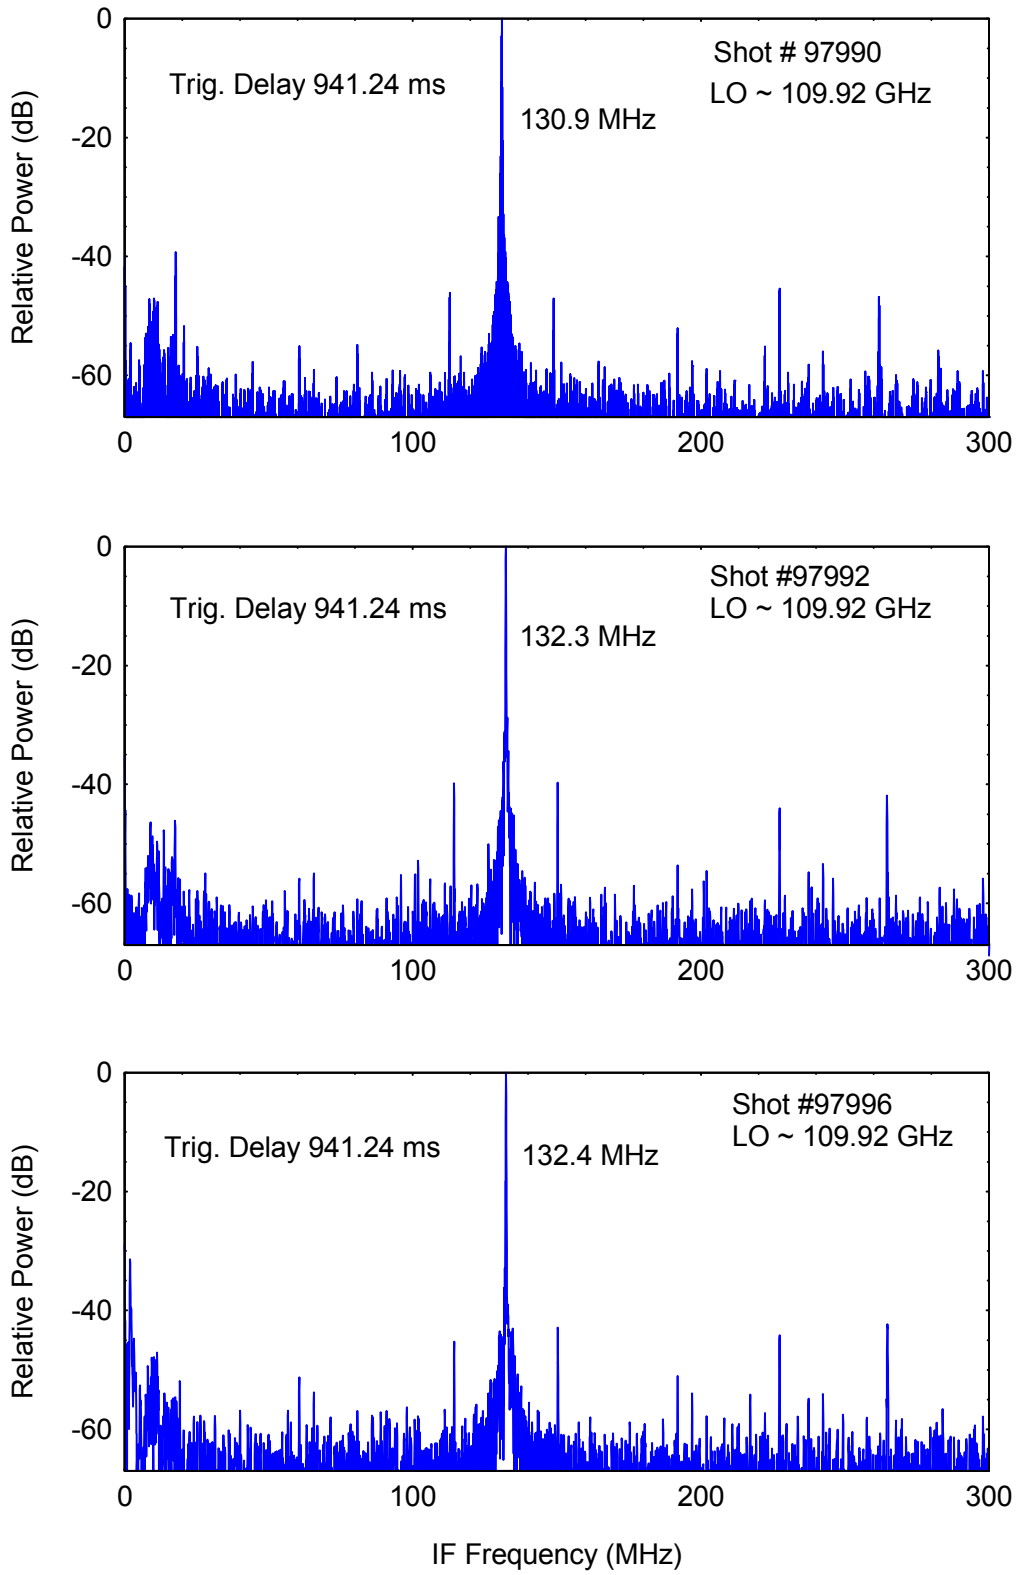 0
Shot # 97990
Trig. Delay 941.24 ms
LO ~ 109.92 GHz
130.9 MHz
-20
-40
-60
Relative Power (dB)
0
100
200
300
0
Shot #97992
Trig. Delay 941.24 ms
LO ~ 109.92 GHz
132.3 MHz
-20
-40
-60
Relative Power (dB)
0
100
200
300
0
Shot #97996
Trig. Delay 941.24 ms
LO ~ 109.92 GHz
132.4 MHz
-20
-40
-60
Relative Power (dB)
0
100
200
300
IF Frequency (MHz)